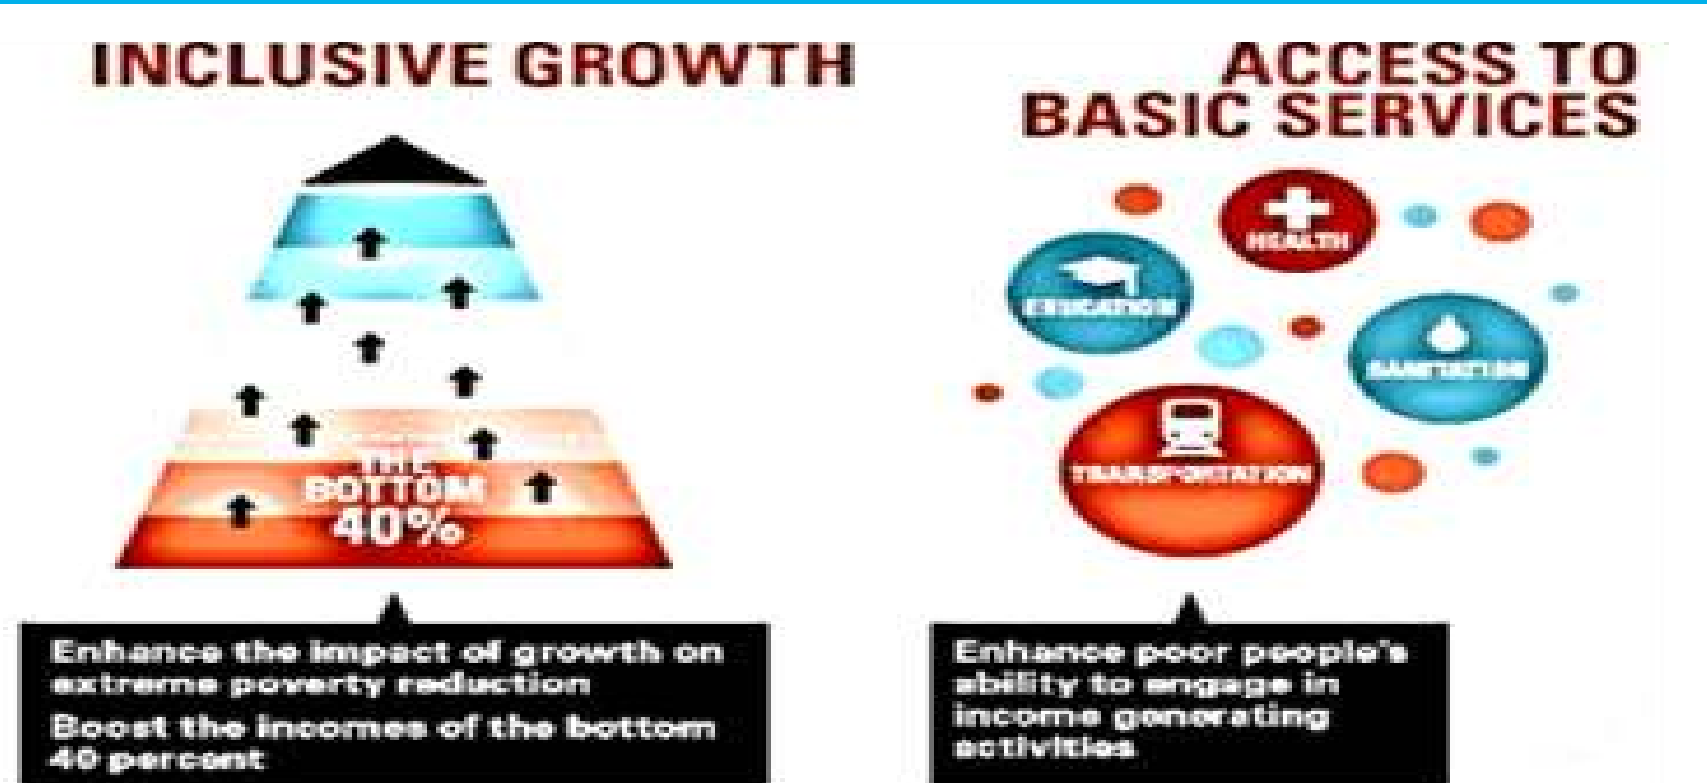 INCLUSIVE GROWTH
THE
BOTTOM
40%
Enhance the impact of growth on
extreme poverty reduction
Boost the incomes of the bottom
40 percent
ACCESS TO
BASIC SERVICES
HEALTH
EDUCATION
SANITATION
TRANSPORTATION
Enhance poor people's
ability to engage in
income generating
activities